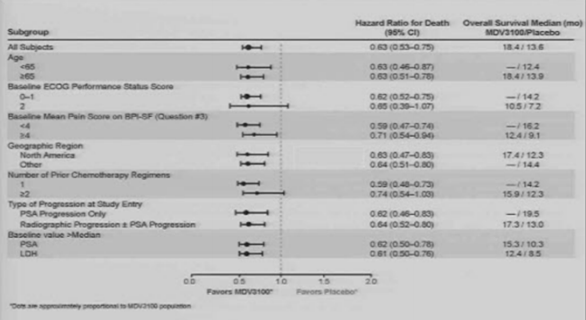 Subgroup Hazard Ratio for Death (95% CI) Overall Survival Median (mo) MDV3100/Placebo
All Subjects 0.63 (0.53–0.75) 18.4 / 13.6
Age
<65 0.63 (0.46–0.87) — / 12.4
≥65 0.63 (0.51–0.78) 18.4 / 13.9
Baseline ECOG Performance Status Score
0–1 0.62 (0.52–0.75) — / 14.2
2 0.65 (0.39–1.07) 10.5 / 7.2
Baseline Mean Pain Score on BPI-SF (Question #3)
<4 0.59 (0.47–0.74) — / 16.2
≥4 0.71 (0.54–0.94) 12.4 / 9.1
Geographic Region
North America 0.63 (0.47–0.83) 17.4 / 12.3
Other 0.64 (0.51–0.80) — / 14.4
Number of Prior Chemotherapy Regimens
1 0.59 (0.48–0.73) — / 14.2
≥2 0.74 (0.54–1.03) 15.9 / 12.3
Type of Progression at Study Entry
PSA Progression Only 0.62 (0.46–0.83) — / 19.5
Radiographic Progression ± PSA Progression 0.64 (0.52–0.80) 17.3 / 13.0
Baseline value >Median
PSA 0.62 (0.50–0.78) 15.3 / 10.3
LDH 0.61 (0.50–0.76) 12.4 / 8.5
0.0 0.5 1.0 1.5 2.0
Favors MDV3100* Favors Placebo*
*Dots are approximately proportional to MDV3100 population.